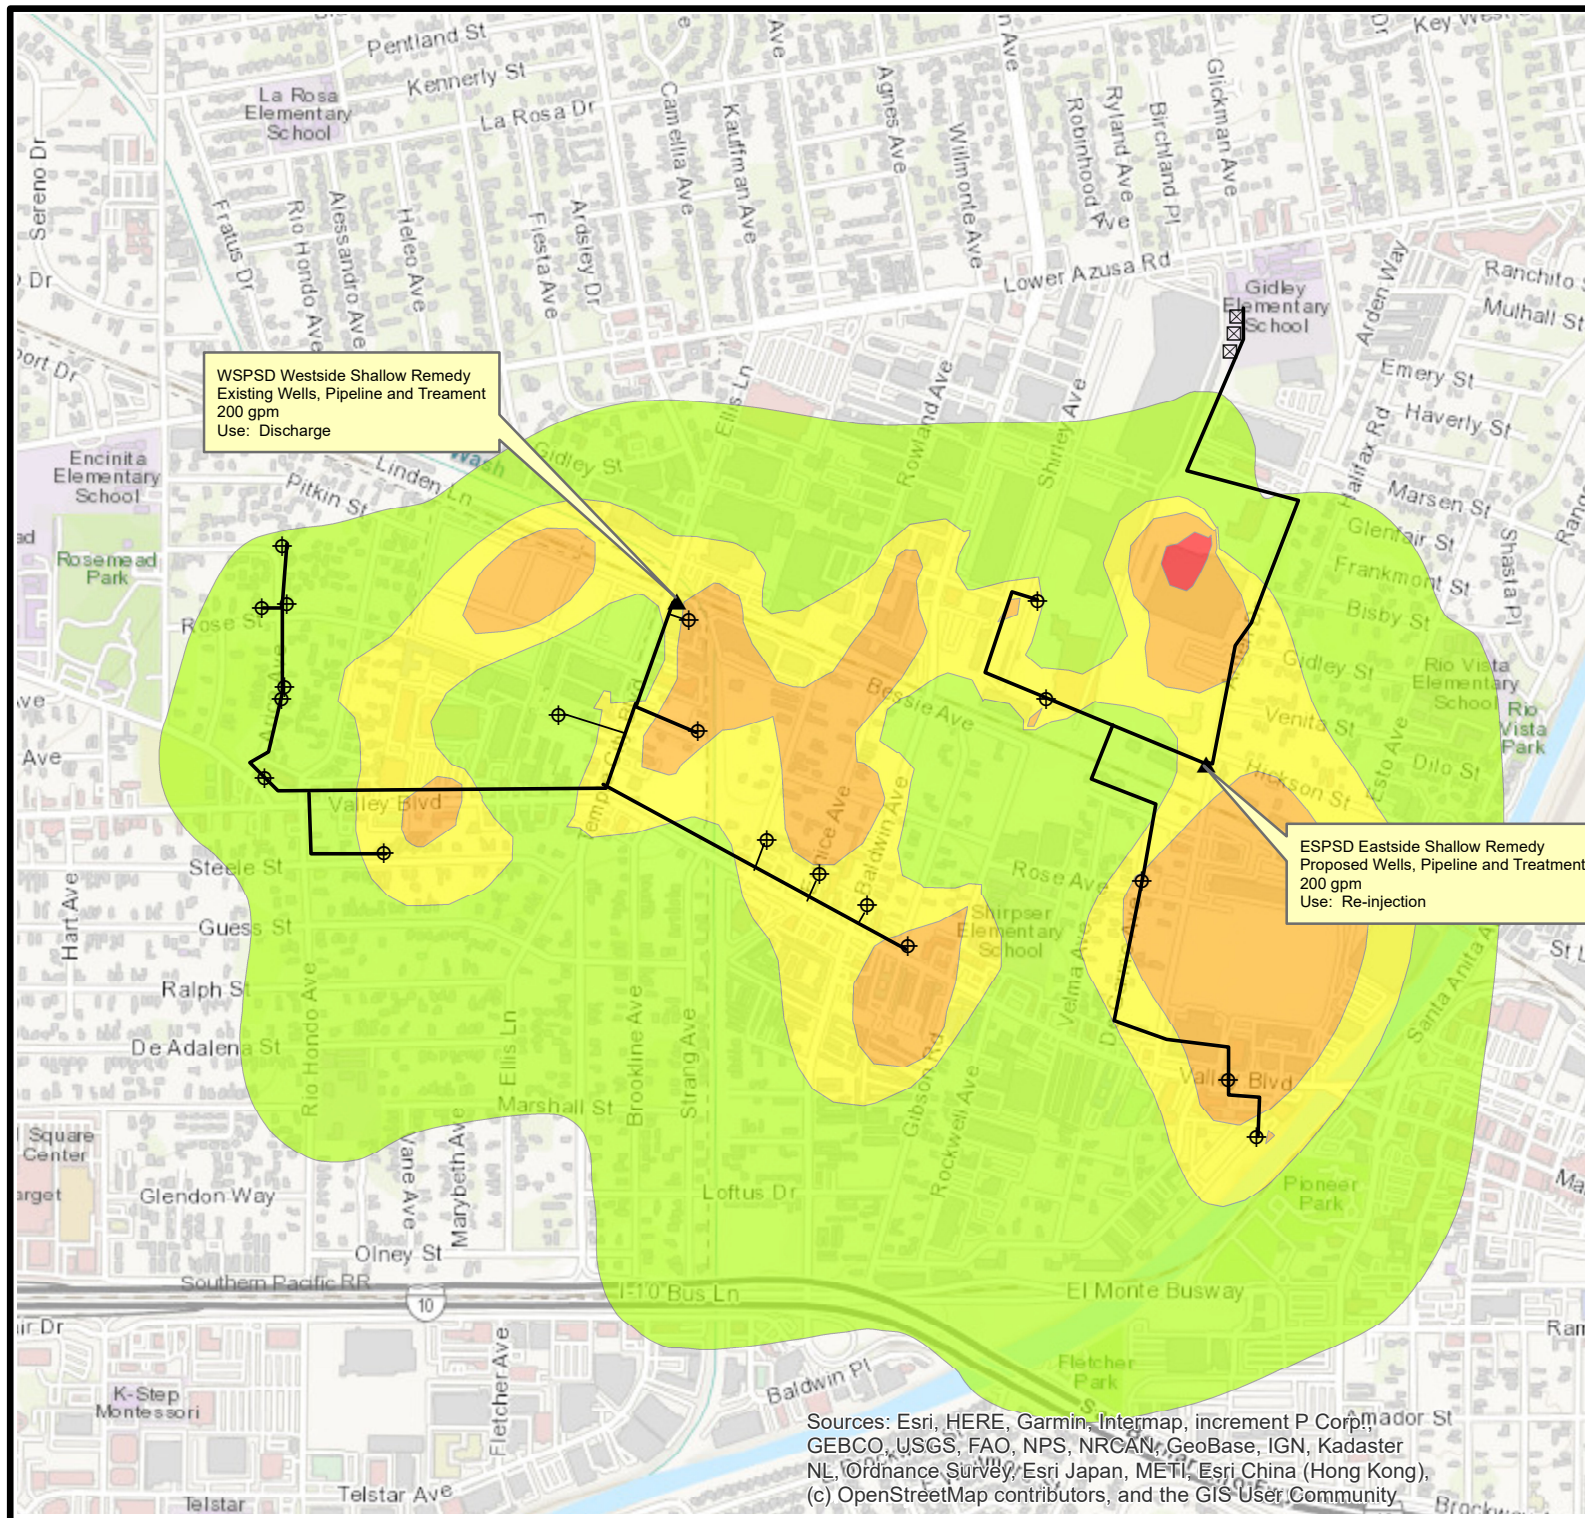 Pentland St
Kennerly St
La Rosa Dr
La Rosa
Elementary
School
Ave
Ave
Camellia Ave
Kauffman Ave
Agnes Ave
Willmonte Ave
Robinhood
Ave
Ryland Ave
Birchland Pl
Glickman Ave
Dr
Sereno Dr
Fratus Dr
Rio Hondo Ave
Alessandro Ave
Heleo Ave
Fiesta Ave
Ardsley Dr
Dr
Lower Azusa Rd
Gidley
Elementary
School
Arden Way
Ranchito
Mulhall St
Emery St
Haverly St
Halifax Rd
Marsen St
Glenfair St
Frankmont St
Bisby St
Shasta Pl
WSPSD Westside Shallow Remedy
Existing Wells, Pipeline and Treament
200 gpm
Use: Discharge
Ellis Ln
Rowland Ave
Shirley Ave
Gidley St
Wash
Linden Ln
Pitkin St
Encinita
Elementary
School
Rosemead
Park
Rose St
Ave
Bessie Ave
Gidley St
Rio Vista
Elementary
School
Rio
Vista
Park
Venita St
Hickson St
Esto Ave
Dilo St
Valley Blvd
Baldwin Ave
Steele St
Hart Ave
Guess St
Ralph St
De Adalena St
Rio Hondo Ave
Ellis Ln
Brookline Ave
Strang Ave
Rose Ave
Shirpser
Elementary
School
Velma Ave
ESPSD Eastside Shallow Remedy
Proposed Wells, Pipeline and Treatment
200 gpm
Use: Re-injection
Santa Anita
Valley Blvd
Marshall St
Gibson Rd
Rockwell Ave
Square
Center
Glendon Way
Marybeth Ave
Loftus Dr
Pioneer
Park
Olney St
Southern Pacific RR
10
I-10 Bus Ln
El Monte Busway
Fletcher Ave
K-Step
Montessori
Baldwin Pl
Fletcher
Park
Amador St
Telstar
Telstar Ave
Sources: Esri, HERE, Garmin, Intermap, increment P Corp.,
GEBCO, USGS, FAO, NPS, NRCAN, GeoBase, IGN, Kadaster
NL, Ordnance Survey, Esri Japan, METI, Esri China (Hong Kong),
(c) OpenStreetMap contributors, and the GIS User Community